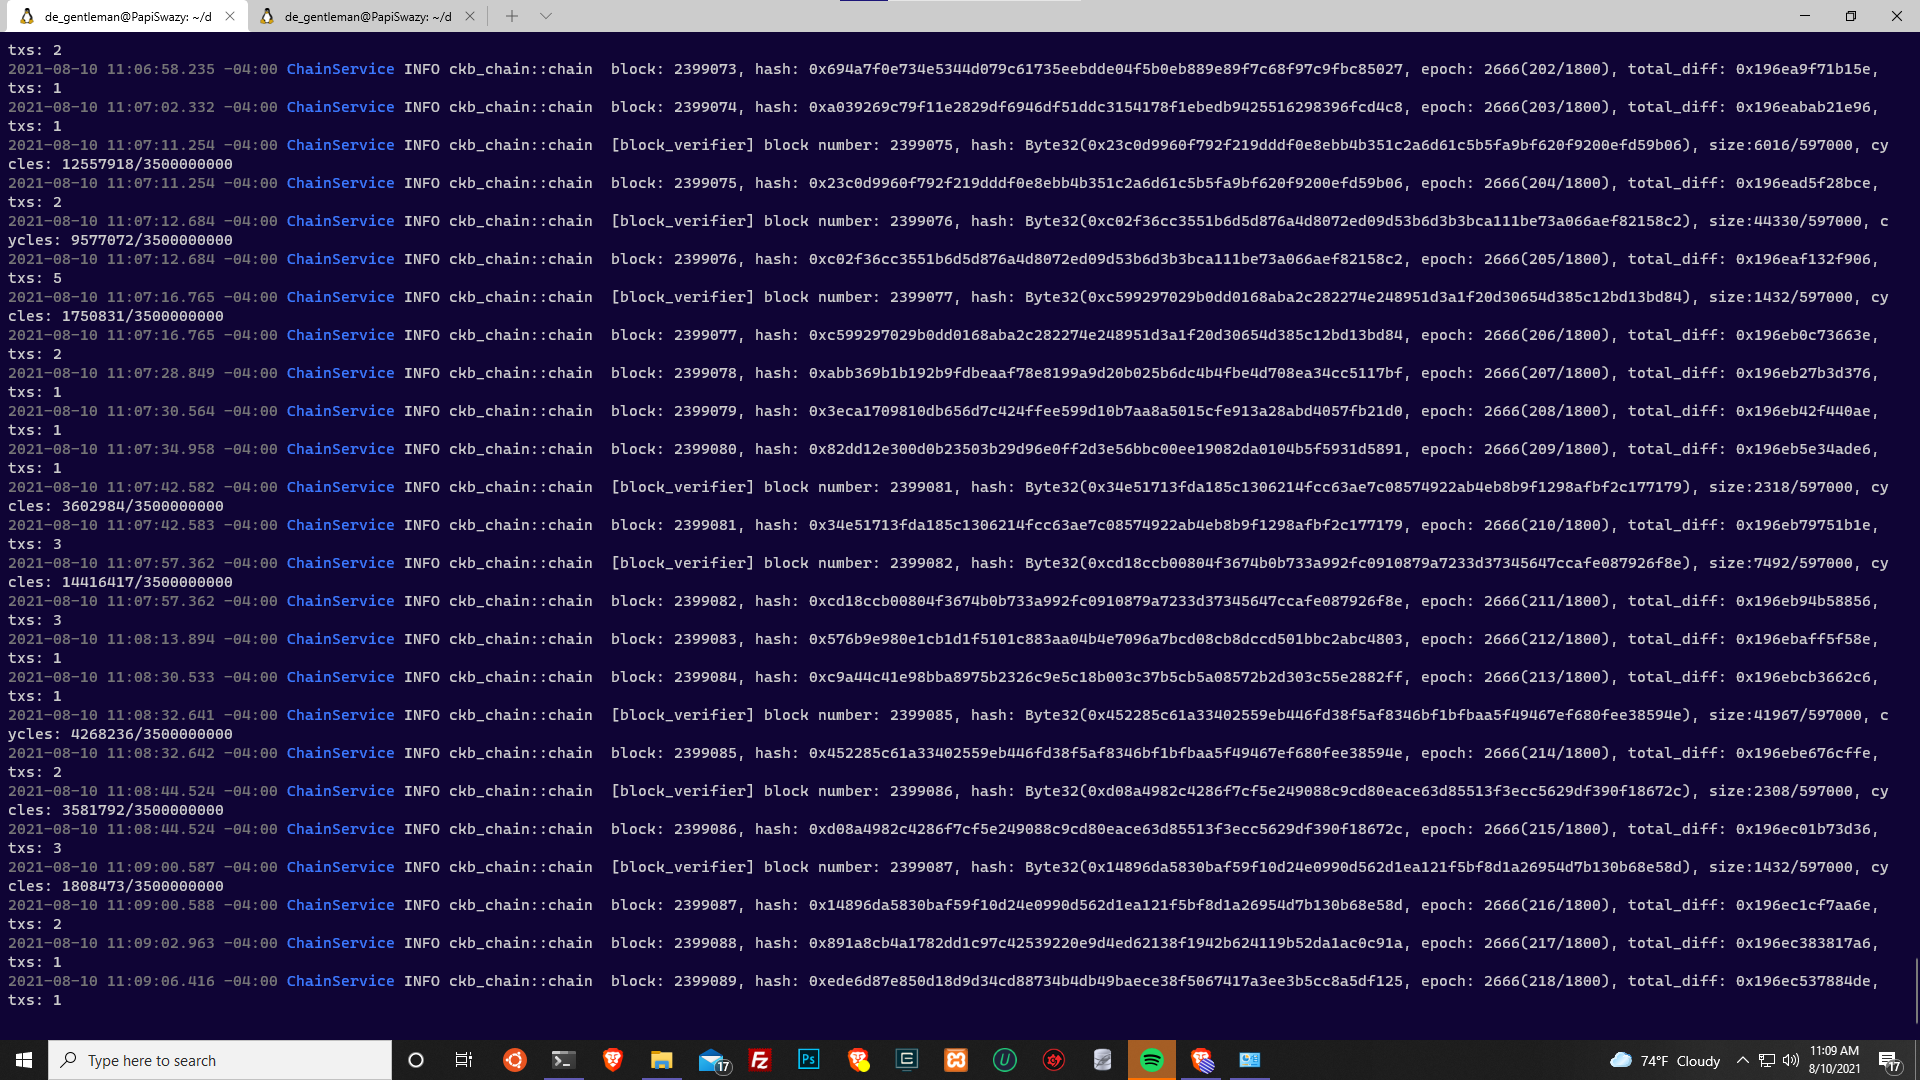 de_gentleman@PapiSwazy: ~/d
de_gentleman@PapiSwazy: ~/d
txs: 2
2021-08-10 11:06:58.235 -04:00 ChainService INFO ckb_chain::chain  block: 2399073, hash: 0x694a7f0e734e5344d079c61735eebdde04f5b0eb889e89f7c68f97c9fbc85027, epoch: 2666(202/1800), total_diff: 0x196ea9f71b15e,
txs: 1
2021-08-10 11:07:02.332 -04:00 ChainService INFO ckb_chain::chain  block: 2399074, hash: 0xa039269c79f11e2829df6946df51ddc3154178f1ebedb9425516298396fcd4c8, epoch: 2666(203/1800), total_diff: 0x196eabab21e96,
txs: 1
2021-08-10 11:07:11.254 -04:00 ChainService INFO ckb_chain::chain  [block_verifier] block number: 2399075, hash: Byte32(0x23c0d9960f792f219dddf0e8ebb4b351c2a6d61c5b5fa9bf620f9200efd59b06), size:6016/597000, cy
cles: 12557918/3500000000
2021-08-10 11:07:11.254 -04:00 ChainService INFO ckb_chain::chain  block: 2399075, hash: 0x23c0d9960f792f219dddf0e8ebb4b351c2a6d61c5b5fa9bf620f9200efd59b06, epoch: 2666(204/1800), total_diff: 0x196ead5f28bce,
txs: 2
2021-08-10 11:07:12.684 -04:00 ChainService INFO ckb_chain::chain  [block_verifier] block number: 2399076, hash: Byte32(0xc02f36cc3551b6d5d876a4d8072ed09d53b6d3b3bca111be73a066aef82158c2), size:44330/597000, c
ycles: 9577072/3500000000
2021-08-10 11:07:12.684 -04:00 ChainService INFO ckb_chain::chain  block: 2399076, hash: 0xc02f36cc3551b6d5d876a4d8072ed09d53b6d3b3bca111be73a066aef82158c2, epoch: 2666(205/1800), total_diff: 0x196eaf132f906,
txs: 5
2021-08-10 11:07:16.765 -04:00 ChainService INFO ckb_chain::chain  [block_verifier] block number: 2399077, hash: Byte32(0xc599297029b0dd0168aba2c282274e248951d3a1f20d30654d385c12bd13bd84), size:1432/597000, cy
cles: 1750831/3500000000
2021-08-10 11:07:16.765 -04:00 ChainService INFO ckb_chain::chain  block: 2399077, hash: 0xc599297029b0dd0168aba2c282274e248951d3a1f20d30654d385c12bd13bd84, epoch: 2666(206/1800), total_diff: 0x196eb0c73663e,
txs: 2
2021-08-10 11:07:28.849 -04:00 ChainService INFO ckb_chain::chain  block: 2399078, hash: 0xabb369b1b192b9fdbeaaf78e8199a9d20b025b6dc4b4fbe4d708ea34cc5117bf, epoch: 2666(207/1800), total_diff: 0x196eb27b3d376,
txs: 1
2021-08-10 11:07:30.564 -04:00 ChainService INFO ckb_chain::chain  block: 2399079, hash: 0x3eca1709810db656d7c424ffee599d10b7aa8a5015cfe913a28abd4057fb21d0, epoch: 2666(208/1800), total_diff: 0x196eb42f440ae,
txs: 1
2021-08-10 11:07:34.958 -04:00 ChainService INFO ckb_chain::chain  block: 2399080, hash: 0x82dd12e300d0b23503b29d96e0ff2d3e56bbc00ee19082da0104b5f5931d5891, epoch: 2666(209/1800), total_diff: 0x196eb5e34ade6,
txs: 1
2021-08-10 11:07:42.582 -04:00 ChainService INFO ckb_chain::chain  [block_verifier] block number: 2399081, hash: Byte32(0x34e51713fda185c1306214fcc63ae7c08574922ab4eb8b9f1298afbf2c177179), size:2318/597000, cy
cles: 3602984/3500000000
2021-08-10 11:07:42.583 -04:00 ChainService INFO ckb_chain::chain  block: 2399081, hash: 0x34e51713fda185c1306214fcc63ae7c08574922ab4eb8b9f1298afbf2c177179, epoch: 2666(210/1800), total_diff: 0x196eb79751b1e,
txs: 3
2021-08-10 11:07:57.362 -04:00 ChainService INFO ckb_chain::chain  [block_verifier] block number: 2399082, hash: Byte32(0xcd18ccb00804f3674b0b733a992fc0910879a7233d37345647ccafe087926f8e), size:7492/597000, cy
cles: 14416417/3500000000
2021-08-10 11:07:57.362 -04:00 ChainService INFO ckb_chain::chain  block: 2399082, hash: 0xcd18ccb00804f3674b0b733a992fc0910879a7233d37345647ccafe087926f8e, epoch: 2666(211/1800), total_diff: 0x196eb94b58856,
txs: 3
2021-08-10 11:08:13.894 -04:00 ChainService INFO ckb_chain::chain  block: 2399083, hash: 0x576b9e980e1cb1d1f5101c883aa04b4e7096a7bcd08cb8dccd501bbc2abc4803, epoch: 2666(212/1800), total_diff: 0x196ebaff5f58e,
txs: 1
2021-08-10 11:08:30.533 -04:00 ChainService INFO ckb_chain::chain  block: 2399084, hash: 0xc9a44c41e98bba8975b2326c9e5c18b003c37b5cb5a08572b2d303c55e2882ff, epoch: 2666(213/1800), total_diff: 0x196ebcb3662c6,
txs: 1
2021-08-10 11:08:32.641 -04:00 ChainService INFO ckb_chain::chain  [block_verifier] block number: 2399085, hash: Byte32(0x452285c61a33402559eb446fd38f5af8346bf1bfbaa5f49467ef680fee38594e), size:41967/597000, c
ycles: 4268236/3500000000
2021-08-10 11:08:32.642 -04:00 ChainService INFO ckb_chain::chain  block: 2399085, hash: 0x452285c61a33402559eb446fd38f5af8346bf1bfbaa5f49467ef680fee38594e, epoch: 2666(214/1800), total_diff: 0x196ebe676cffe,
txs: 2
2021-08-10 11:08:44.524 -04:00 ChainService INFO ckb_chain::chain  [block_verifier] block number: 2399086, hash: Byte32(0xd08a4982c4286f7cf5e249088c9cd80eace63d85513f3ecc5629df390f18672c), size:2308/597000, cy
cles: 3581792/3500000000
2021-08-10 11:08:44.524 -04:00 ChainService INFO ckb_chain::chain  block: 2399086, hash: 0xd08a4982c4286f7cf5e249088c9cd80eace63d85513f3ecc5629df390f18672c, epoch: 2666(215/1800), total_diff: 0x196ec01b73d36,
txs: 3
2021-08-10 11:09:00.587 -04:00 ChainService INFO ckb_chain::chain  [block_verifier] block number: 2399087, hash: Byte32(0x14896da5830baf59f10d24e0990d562d1ea121f5bf8d1a26954d7b130b68e58d), size:1432/597000, cy
cles: 1808473/3500000000
2021-08-10 11:09:00.588 -04:00 ChainService INFO ckb_chain::chain  block: 2399087, hash: 0x14896da5830baf59f10d24e0990d562d1ea121f5bf8d1a26954d7b130b68e58d, epoch: 2666(216/1800), total_diff: 0x196ec1cf7aa6e,
txs: 2
2021-08-10 11:09:02.963 -04:00 ChainService INFO ckb_chain::chain  block: 2399088, hash: 0x891a8cb4a1782dd1c97c42539220e9d4ed62138f1942b624119b52da1ac0c91a, epoch: 2666(217/1800), total_diff: 0x196ec383817a6,
txs: 1
2021-08-10 11:09:06.416 -04:00 ChainService INFO ckb_chain::chain  block: 2399089, hash: 0xede6d87e850d18d9d34cd88734b4db49baece38f5067417a3ee3b5cc8a5df125, epoch: 2666(218/1800), total_diff: 0x196ec537884de,
txs: 1
Type here to search
17
Fz
Ps
74°F Cloudy
11:09 AM
8/10/2021
17